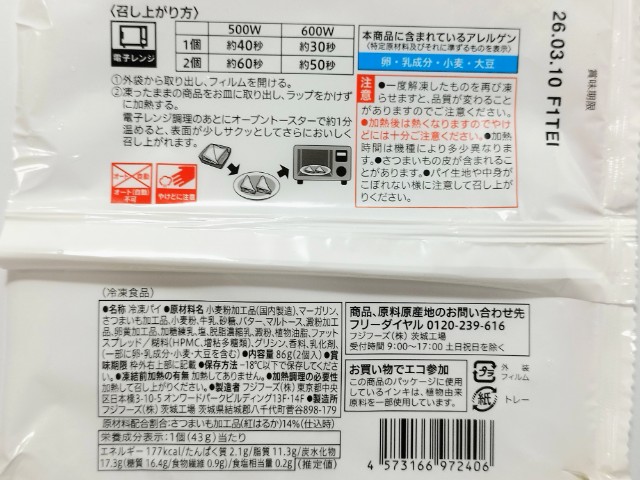 〈召し上がり方〉
電子レンジ
500W 600W
1個 約40秒 約30秒
2個 約60秒 約50秒
①外袋から取り出し、フィルムを開ける。
②凍ったままの商品をお皿に取り出し、ラップをかけず
に加熱する。
電子レンジ調理のあとにオーブントースターで約1分
温めると、表面が少しサクッとしてさらにおいしく
召し上がれます。
オート・自動
オート(自動)
不可
やけどに注意
本商品に含まれているアレルゲン
(特定原材料及びそれに準ずるものを表示)
卵・乳成分・小麦・大豆
注意
●一度解凍したものを再び凍
らせますと、品質が変わること
がありますのでご注意ください。
●加熱後は熱くなりますのでやけ
どには十分ご注意ください。●加熱
時間は機種により多少異なりま
す。●さつまいもの皮が含まれるこ
とがあります。●パイ生地や中身が
こぼれない様に注意して召し上が
りください。
賞味期限
26.03.10 F1TEI
(冷凍食品)
●名称 冷凍パイ ●原材料名 小麦粉加工品(国内製造)、マーガリン、
さつまいも加工品、小麦粉、牛乳、砂糖、バター、マルトース、澱粉加工
品、卵黄加工品、加糖練乳、塩、脱脂濃縮乳、澱粉、植物油脂、ファット
スプレッド／糊料(HPMC、増粘多糖類)、グリシン、香料、乳化剤、
(一部に卵・乳成分・小麦・大豆を含む) ●内容量 86g(2個入) ●賞
味期限 枠外右上部に記載 ●保存方法 −18℃以下で保存してくださ
い。●凍結前加熱の有無 加熱してありません。●加熱調理の必要性
加熱して召し上がりください。●製造者 フジフーズ(株) 東京都中央
区日本橋3-10-5 オンワードパークビルディング13F・14F ●製造所
フジフーズ(株) 茨城工場 茨城県結城郡八千代町菅谷898-179
原材料配合割合:さつまいも加工品(紅はるか)14%(仕込時)
栄養成分表示:1個(43g)当たり
エネルギー 177kcal/たんぱく質 2.1g/脂質 11.3g/炭水化物
17.3g(糖質 16.4g/食物繊維 0.9g)/食塩相当量 0.2g (推定値)
商品、原料原産地のお問い合わせ先
フリーダイヤル 0120-239-616
フジフーズ(株) 茨城工場
受付時間 9:00〜17:00 土日祝日を除く
お買い物でエコ参加
この商品のパッケージに使用さ
れているインキは、植物由来
原料を一部使用しています。
プラ
外装
フィルム
紙
トレー
4 573166 972406